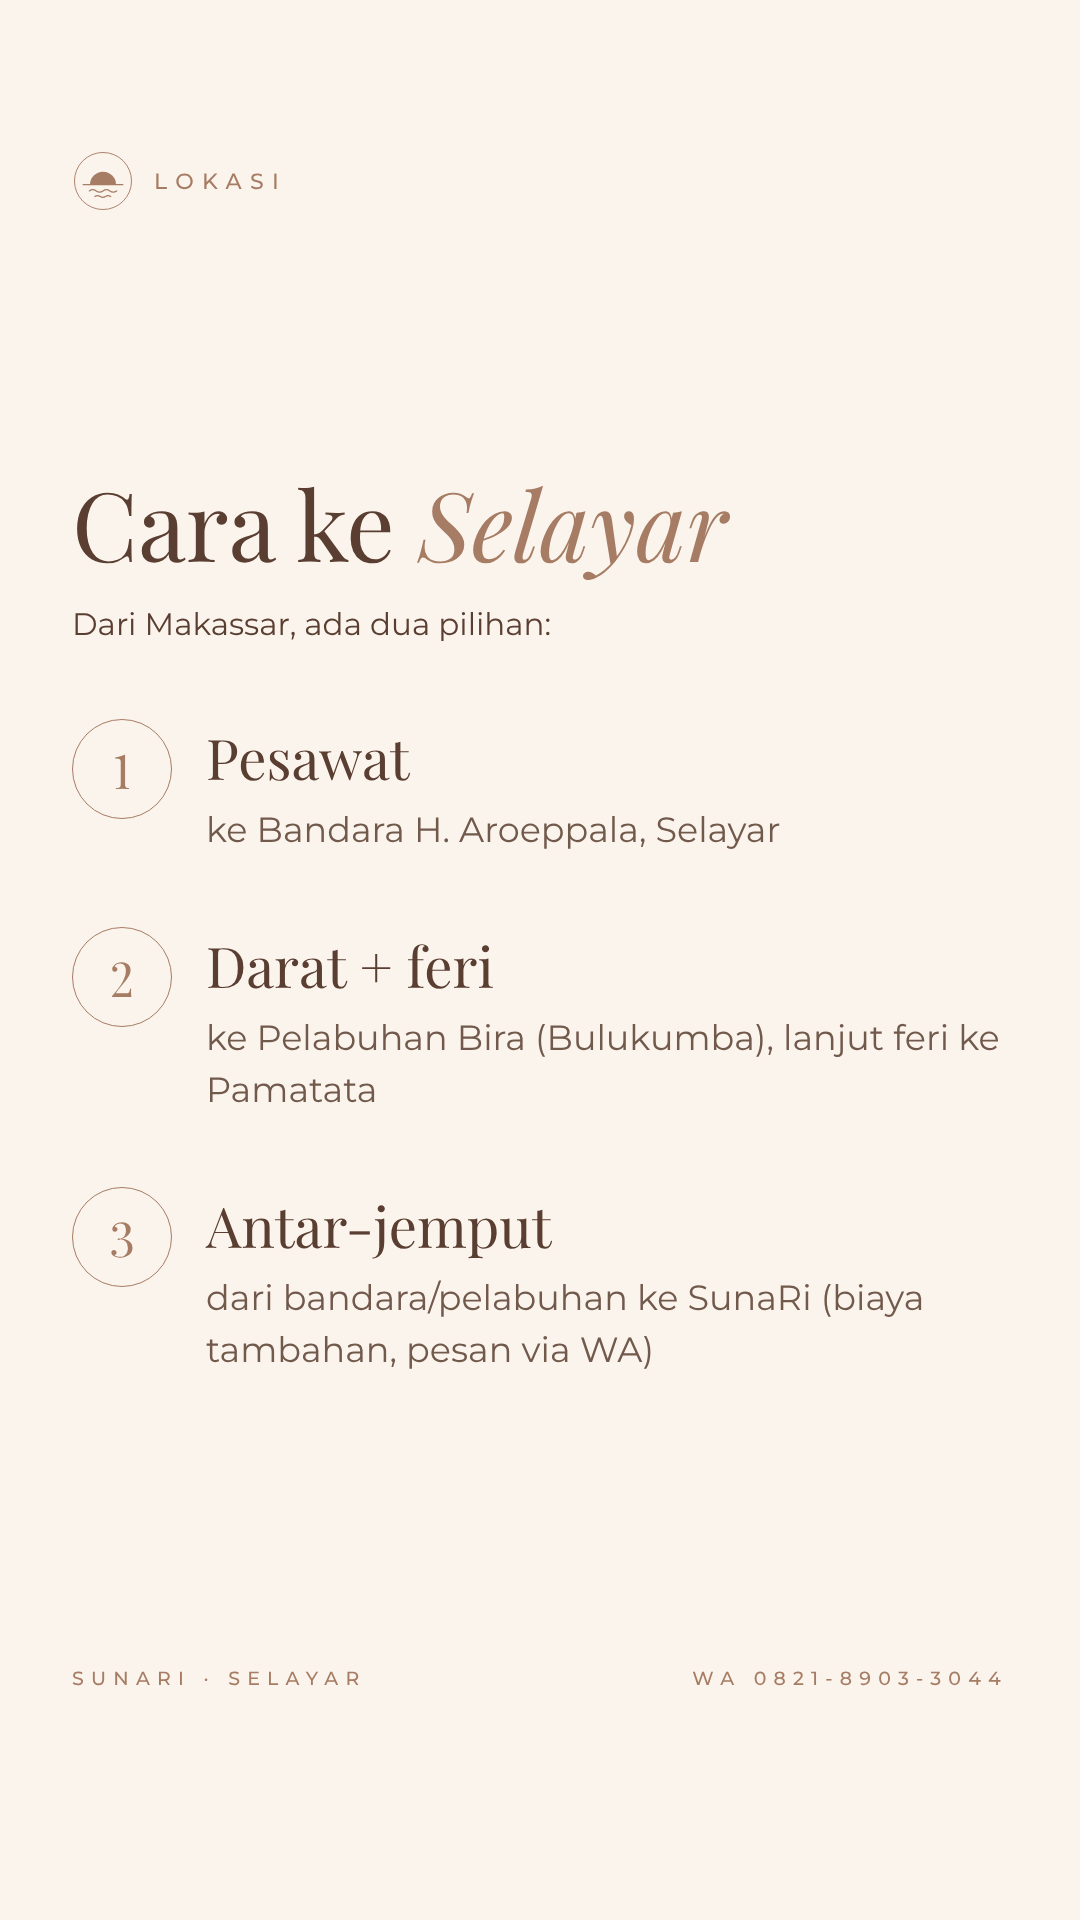 LOKASI
Cara ke Selayar
Dari Makassar, ada dua pilihan:
1
Pesawat
ke Bandara H. Aroeppala, Selayar
2
Darat + feri
ke Pelabuhan Bira (Bulukumba), lanjut feri ke
Pamatata
3
Antar-jemput
dari bandara/pelabuhan ke SunaRi (biaya
tambahan, pesan via WA)
SUNARI · SELAYAR
WA 0821-8903-3044